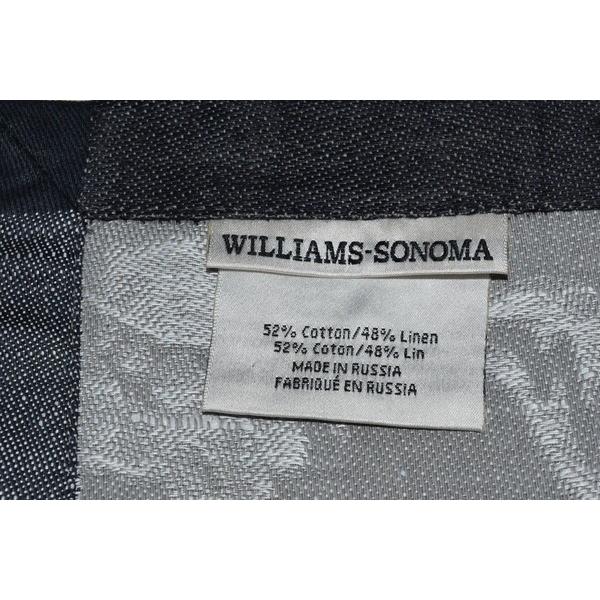 WILLIAMS-SONOMA
52% Cotton/48% Linen
52% Coton/48% Lin
MADE IN RUSSIA
FABRIQUÉ EN RUSSIA